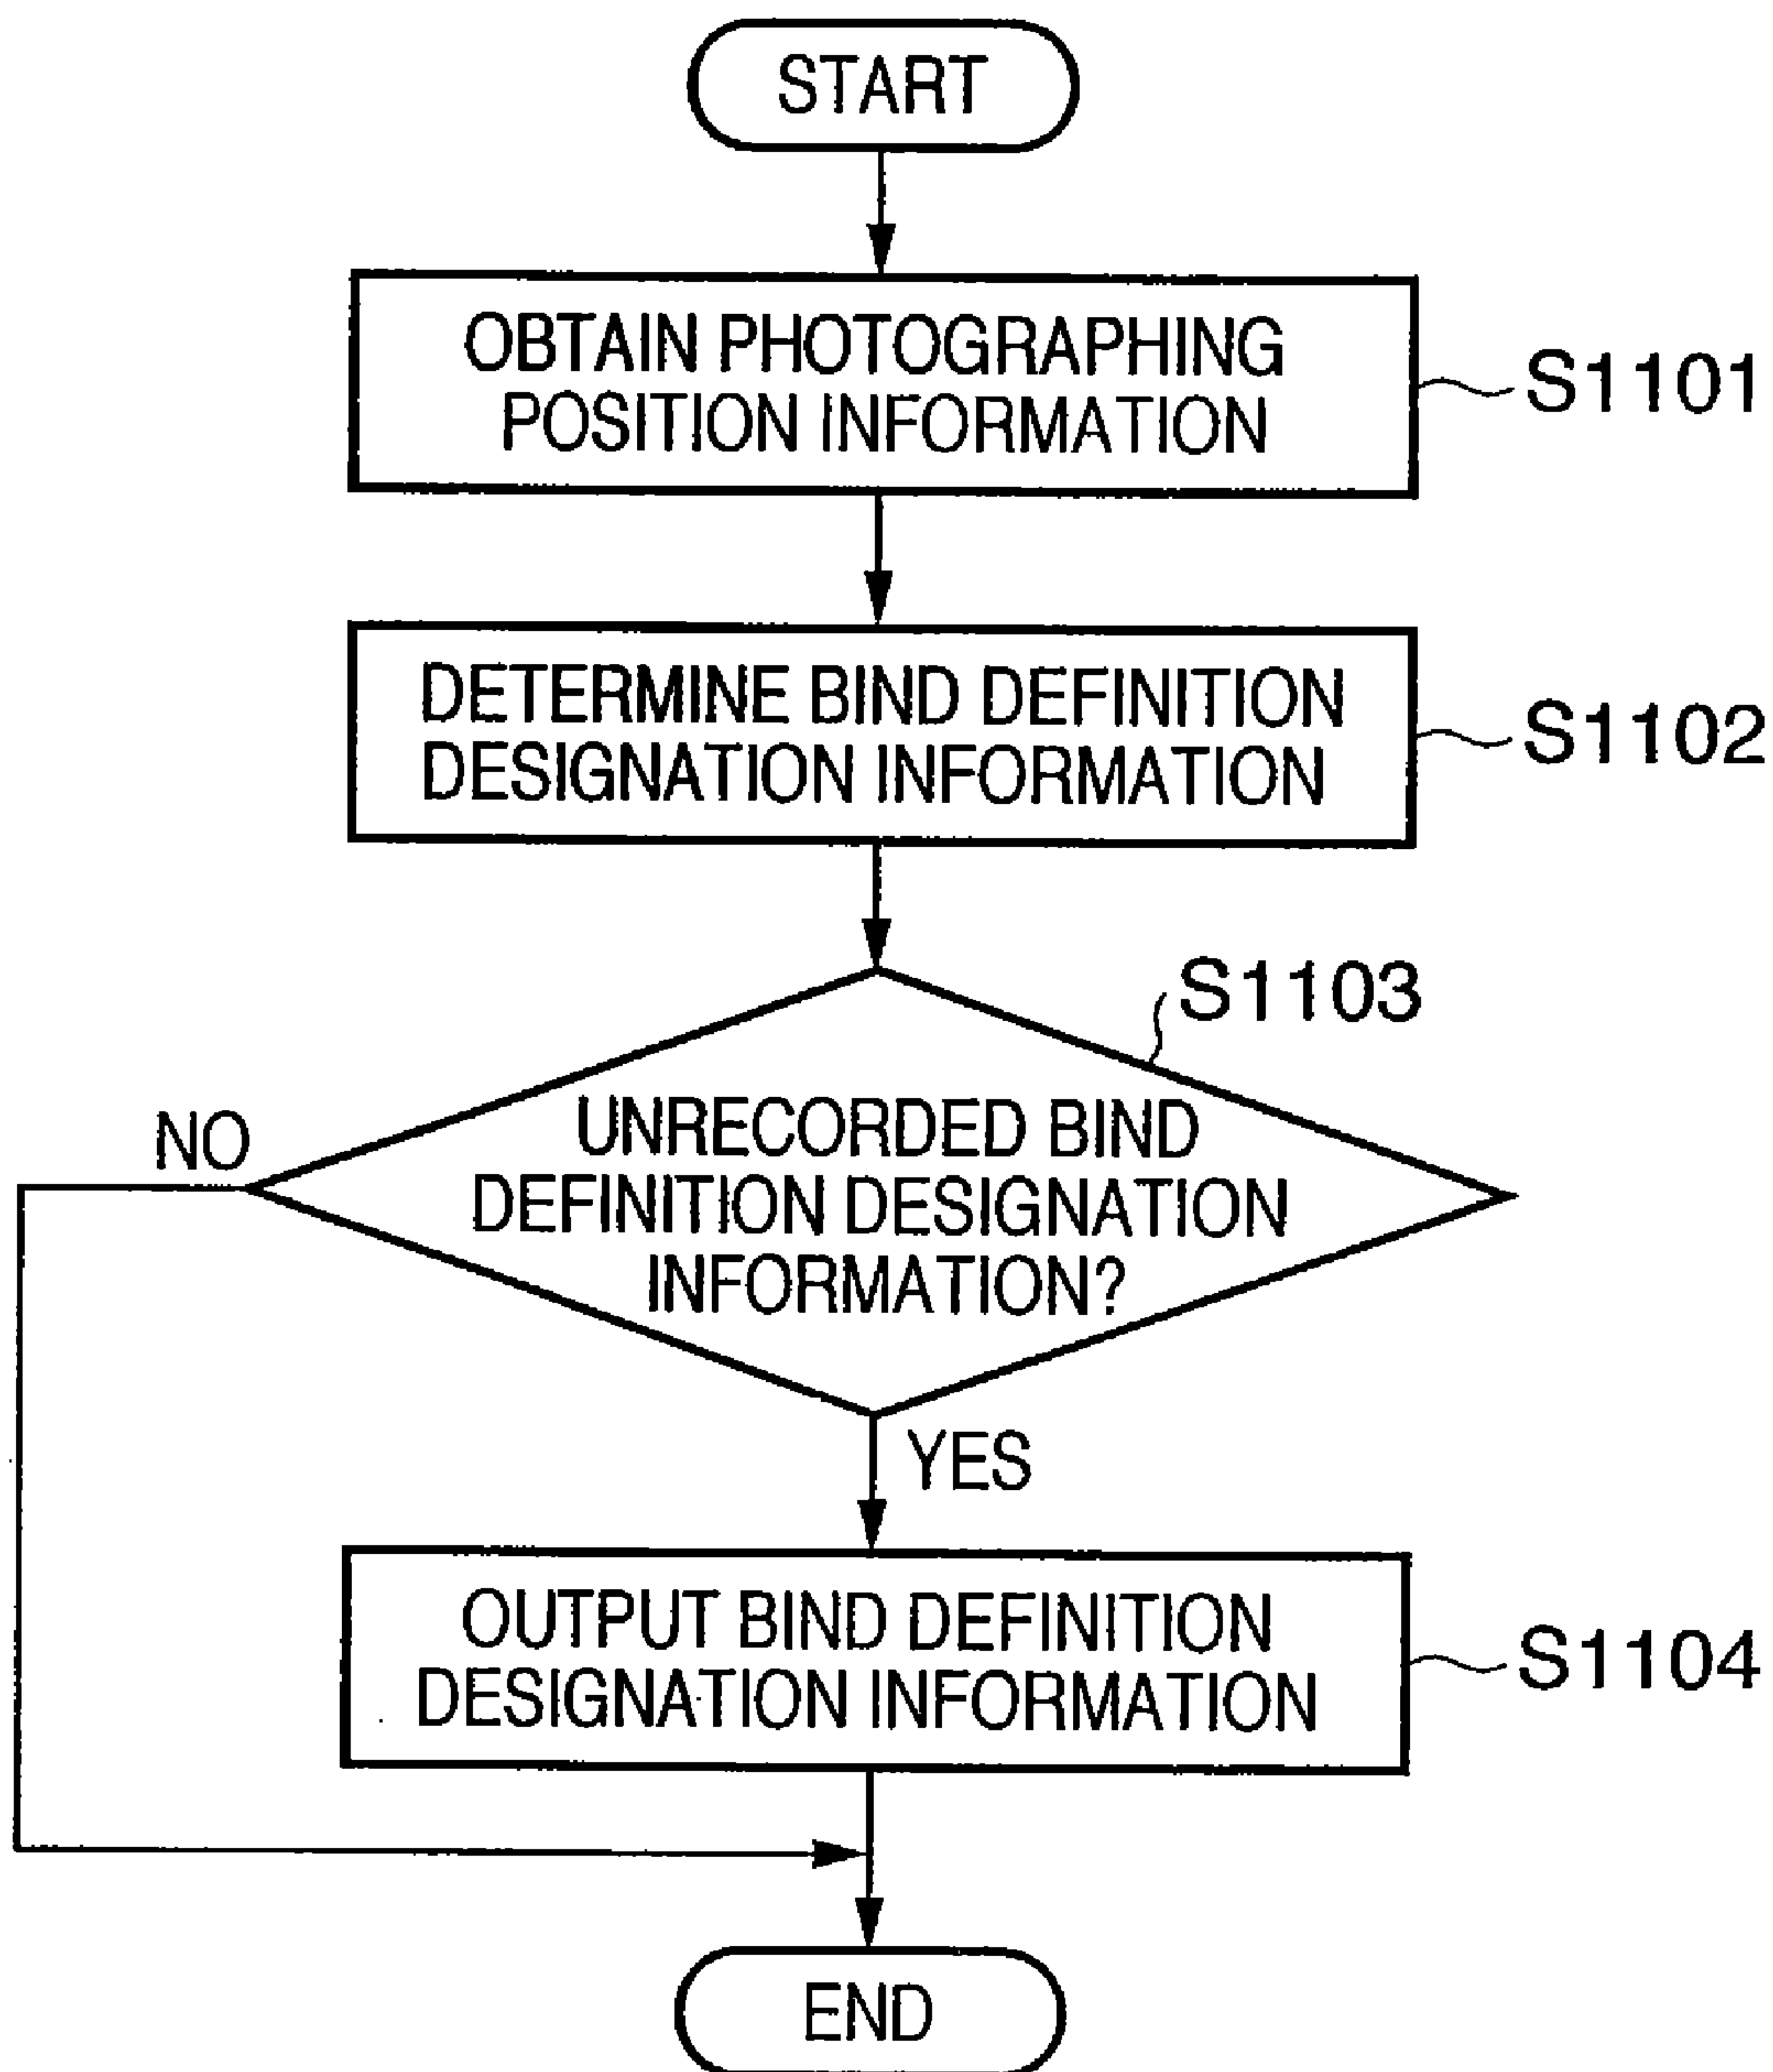 START
OBTAIN PHOTOGRAPHING
POSITION INFORMATION
S1101
DETERMINE BIND DEFINITION
DESIGNATION INFORMATION
S1102
S1103
UNRECORDED BIND
DEFINITION DESIGNATION
INFORMATION?
NO
YES
OUTPUT BIND DEFINITION
DESIGNATION INFORMATION
S1104
END